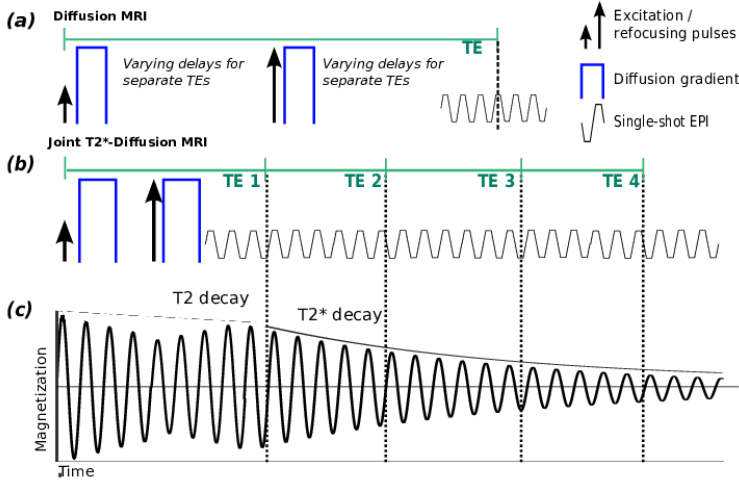 (a)
Diffusion MRI
TE
Varying delays for
separate TEs
Varying delays for
separate TEs
Excitation /
refocusing pulses
Diffusion gradient
Single-shot EPI
(b)
Joint T2*-Diffusion MRI
TE 1
TE 2
TE 3
TE 4
(c)
T2 decay
T2* decay
Magnetization
Time